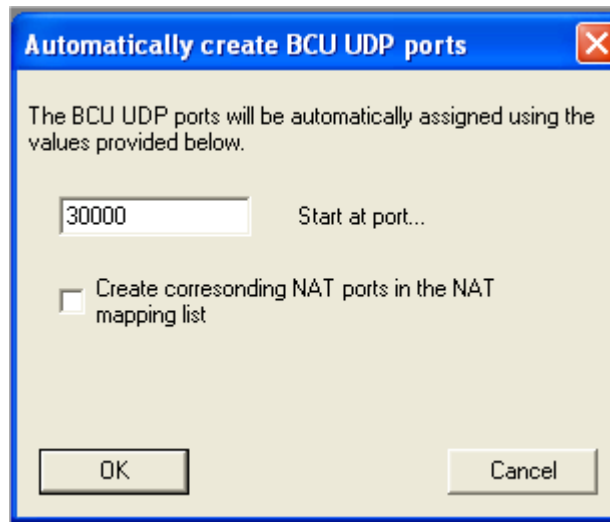 Automatically create BCU UDP ports
The BCU UDP ports will be automatically assigned using the
values provided below.
30000 Start at port...
Create corresonding NAT ports in the NAT
mapping list
OK Cancel